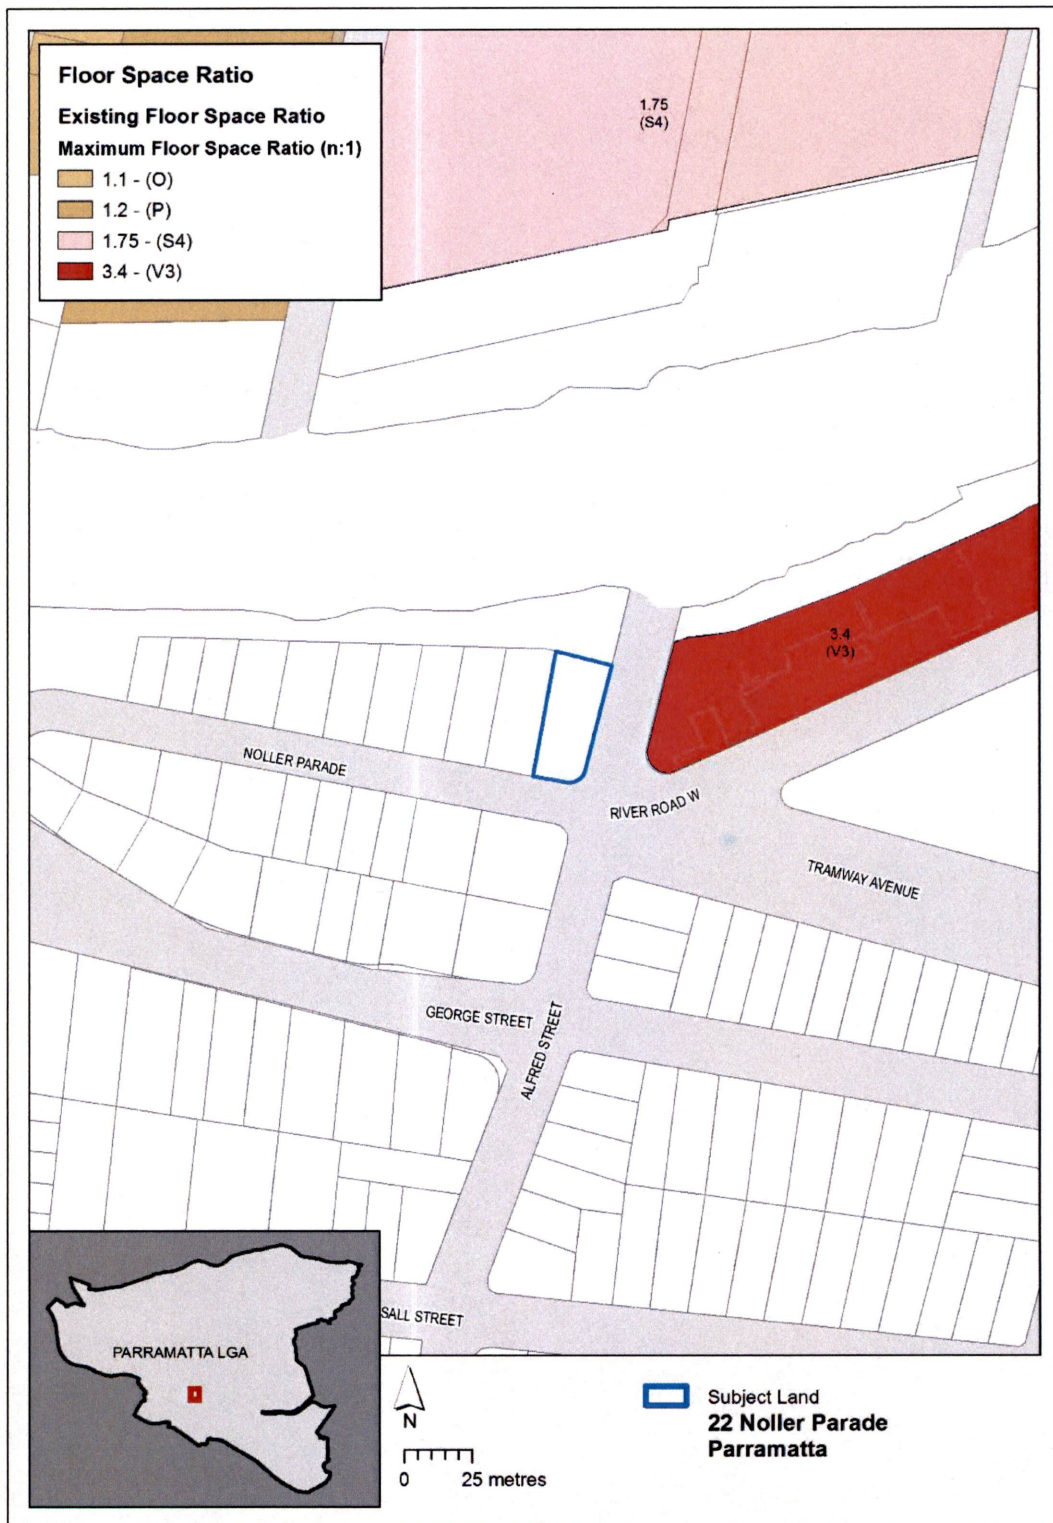 Floor Space Ratio
Existing Floor Space Ratio
Maximum Floor Space Ratio (n:1)
1.1 - (O)
1.2 - (P)
1.75 - (S4)
3.4 - (V3)
1.75
(S4)
3.4
(V3)
NOLLER PARADE
RIVER ROAD W
TRAMWAY AVENUE
GEORGE STREET
ALFRED STREET
SALL STREET
PARRAMATTA LGA
N
0 25 metres
Subject Land
22 Noller Parade
Parramatta